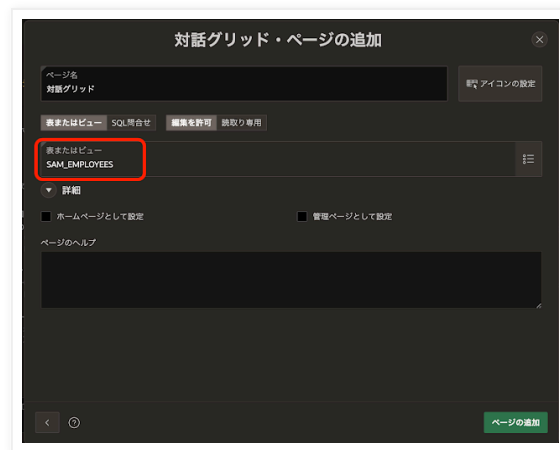 対話グリッド・ページの追加
ページ名
対話グリッド
アイコンの設定
表またはビュー SQL問合せ 編集を許可 読取り専用
表またはビュー
SAM_EMPLOYEES
詳細
ホームページとして設定 管理ページとして設定
ページのヘルプ
ページの追加